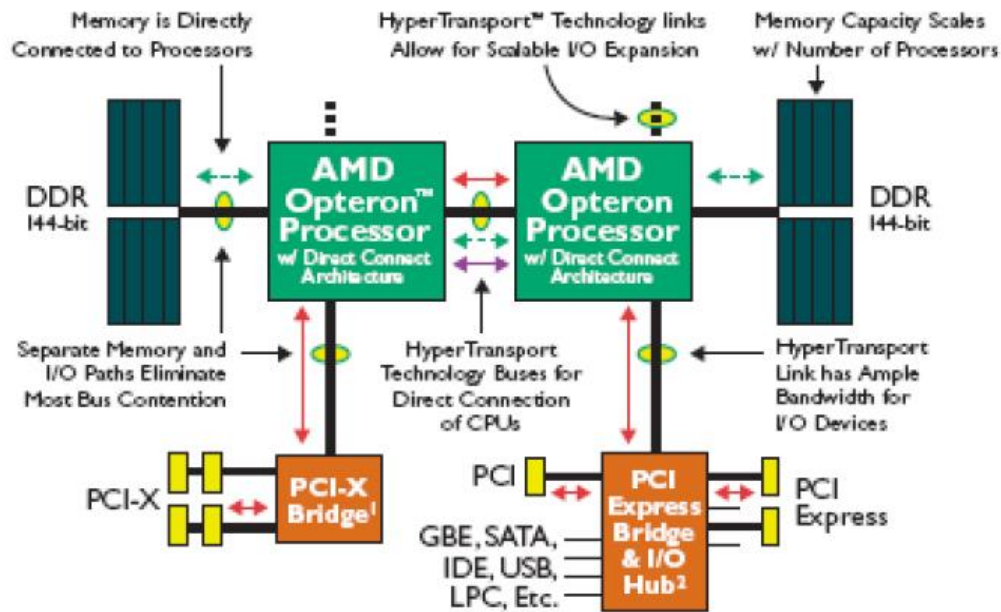 Memory is Directly
Connected to Processors
HyperTransport™ Technology links
Allow for Scalable I/O Expansion
Memory Capacity Scales
w/ Number of Processors
DDR
144-bit
AMD
Opteron™
Processor
w/ Direct Connect
Architecture
AMD
Opteron
Processor
w/ Direct Connect
Architecture
DDR
144-bit
Separate Memory and
I/O Paths Eliminate
Most Bus Contention
HyperTransport
Technology Buses for
Direct Connection
of CPUs
HyperTransport
Link has Ample
Bandwidth for
I/O Devices
PCI-X
PCI-X
Bridge¹
PCI
PCI
Express
Bridge
& I/O
Hub²
PCI
Express
GBE, SATA,
IDE, USB,
LPC, Etc.